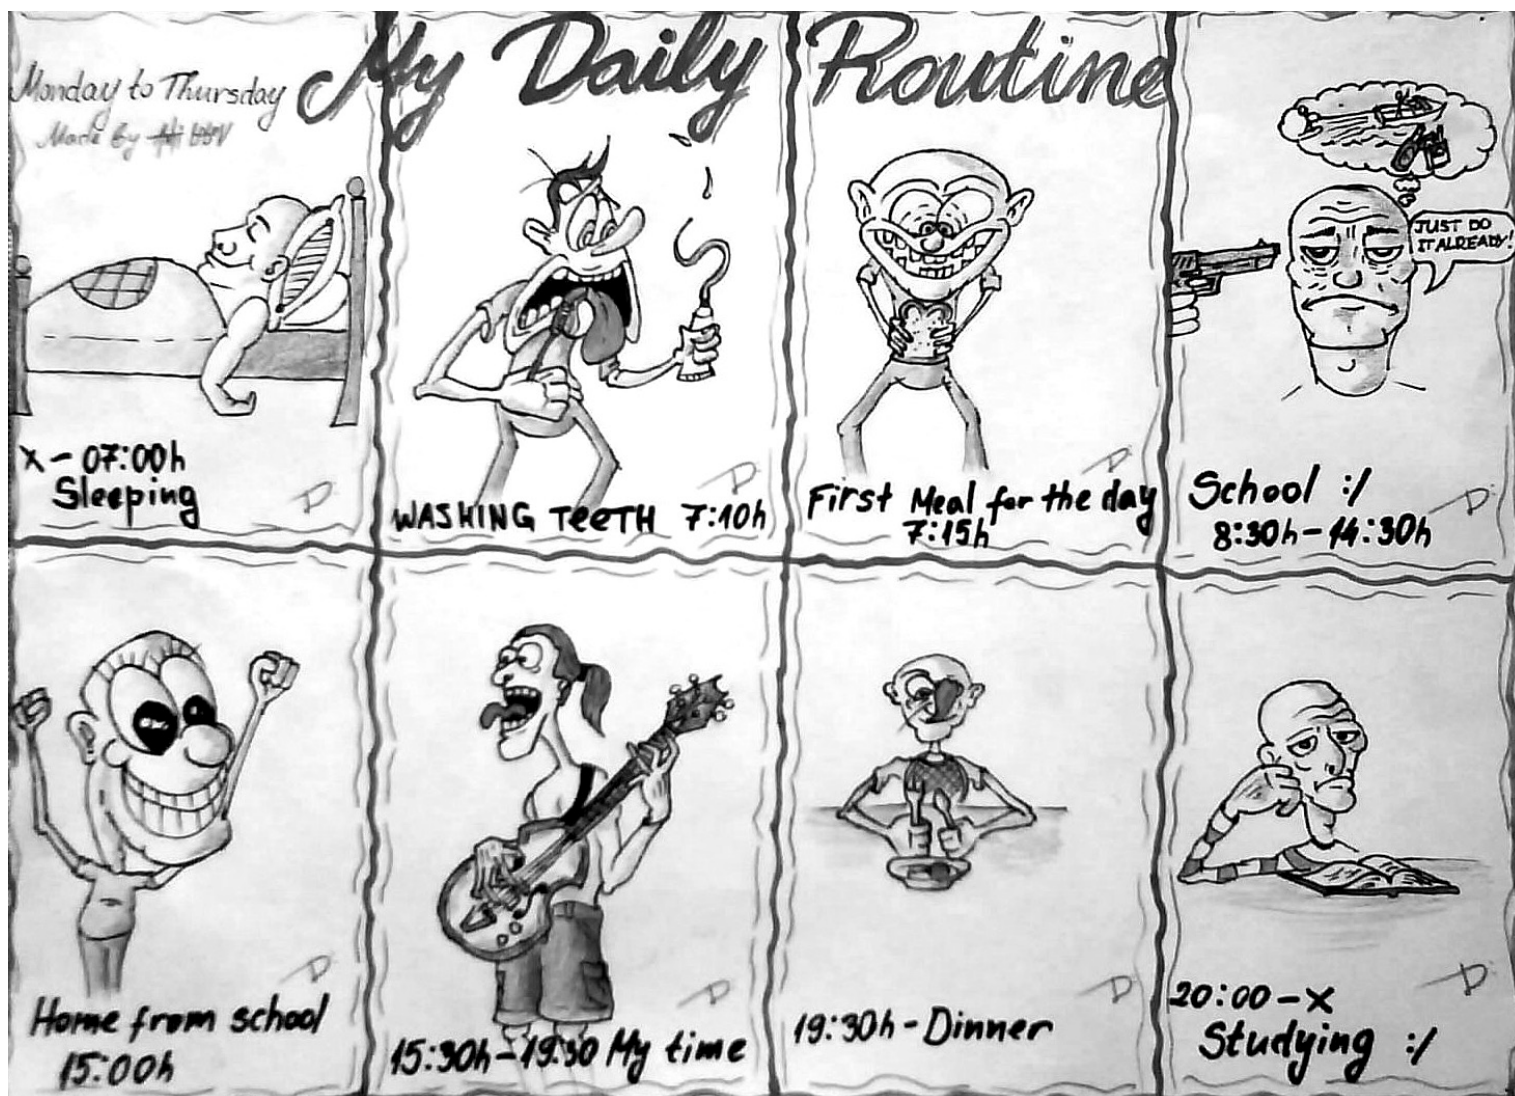 My Daily Routine
Monday to Thursday
Made By
X - 07:00h
Sleeping
D
WASHING TEETH 7:10h
D
First Meal for the day
7:15h
D
JUST DO
IT ALREADY!
School :/
8:30h - 14:30h
D
Home from school
15:00h
D
15:30h - 19:30 My time
D
19:30h - Dinner
D
20:00 - X
Studying :/
D